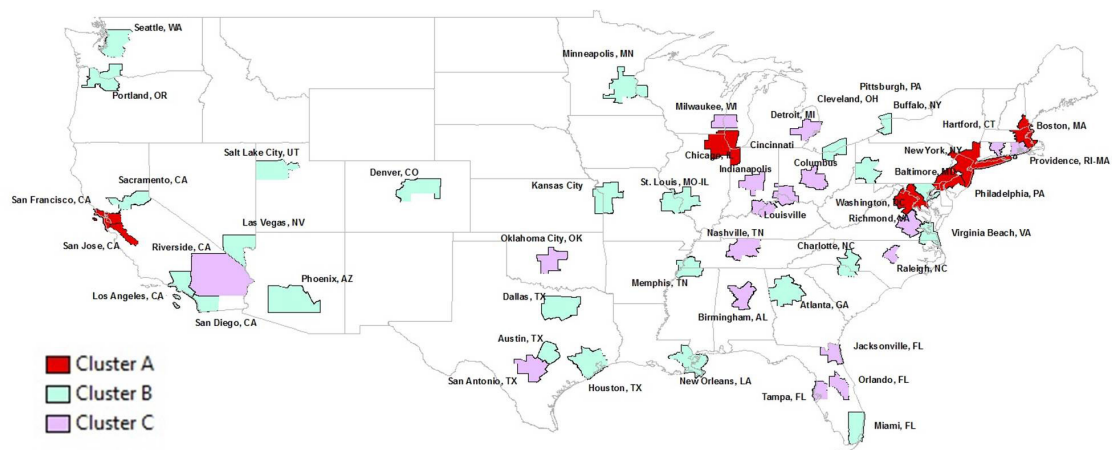 Seattle, WA
Portland, OR
Minneapolis, MN
Pittsburgh, PA
Cleveland, OH
Buffalo, NY
Milwaukee, WI
Detroit, MI
Hartford, CT
Boston, MA
Salt Lake City, UT
Denver, CO
Chicago, IL
Cincinnati
Columbus
New York, NY
Providence, RI-MA
Sacramento, CA
Kansas City
St. Louis, MO-IL
Indianapolis
Baltimore, MD
San Francisco, CA
Las Vegas, NV
Louisville
Washington, DC
Philadelphia, PA
Richmond, VA
San Jose, CA
Riverside, CA
Oklahoma City, OK
Nashville, TN
Charlotte, NC
Virginia Beach, VA
Raleigh, NC
Los Angeles, CA
Phoenix, AZ
Memphis, TN
San Diego, CA
Dallas, TX
Birmingham, AL
Atlanta, GA
Austin, TX
Jacksonville, FL
San Antonio, TX
Houston, TX
New Orleans, LA
Orlando, FL
Tampa, FL
Miami, FL
Cluster A
Cluster B
Cluster C